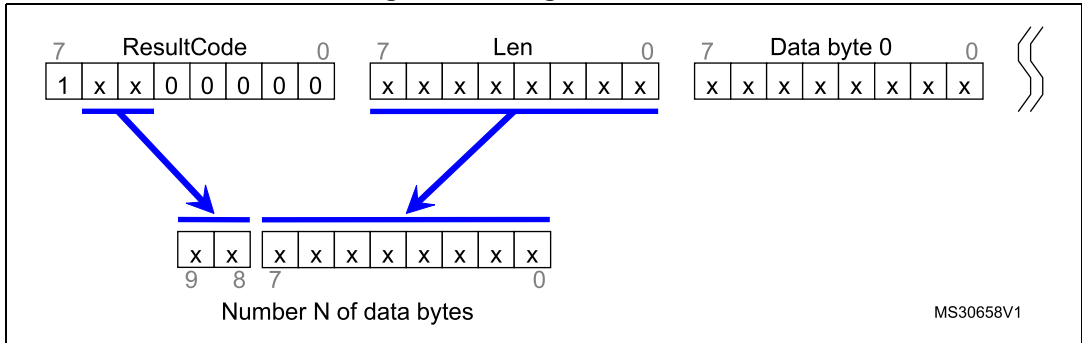 7 ResultCode 0 7 Len 0 7 Data byte 0 0
1 x x 0 0 0 0 0 x x x x x x x x x x x x x x x x
x x x x x x x x x x
9 8 7 0
Number N of data bytes
MS30658V1